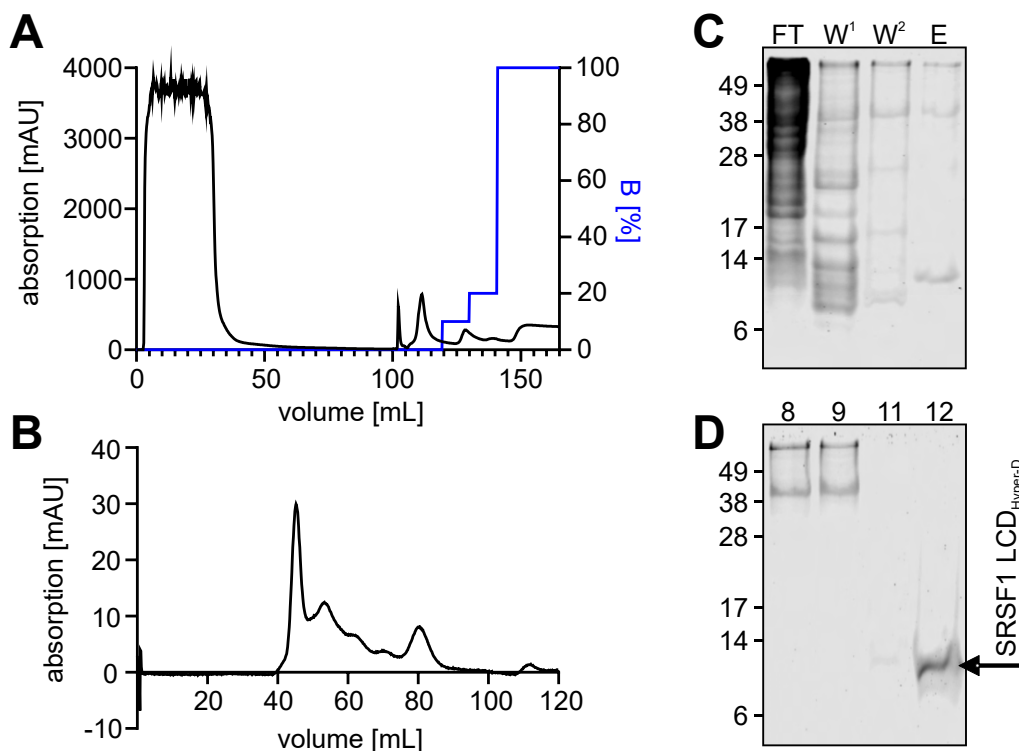 A
4000
3000
2000
1000
0
absorption [mAU]
100
80
60
40
20
0
B [%]
0 50 100 150
volume [mL]
B
40
30
20
10
0
-10
absorption [mAU]
20 40 60 80 100 120
volume [mL]
C
FT W¹ W² E
49
38
28
17
14
6
D
8 9 11 12
49
38
28
17
14
6
SRSF1 LCD Hyper-D